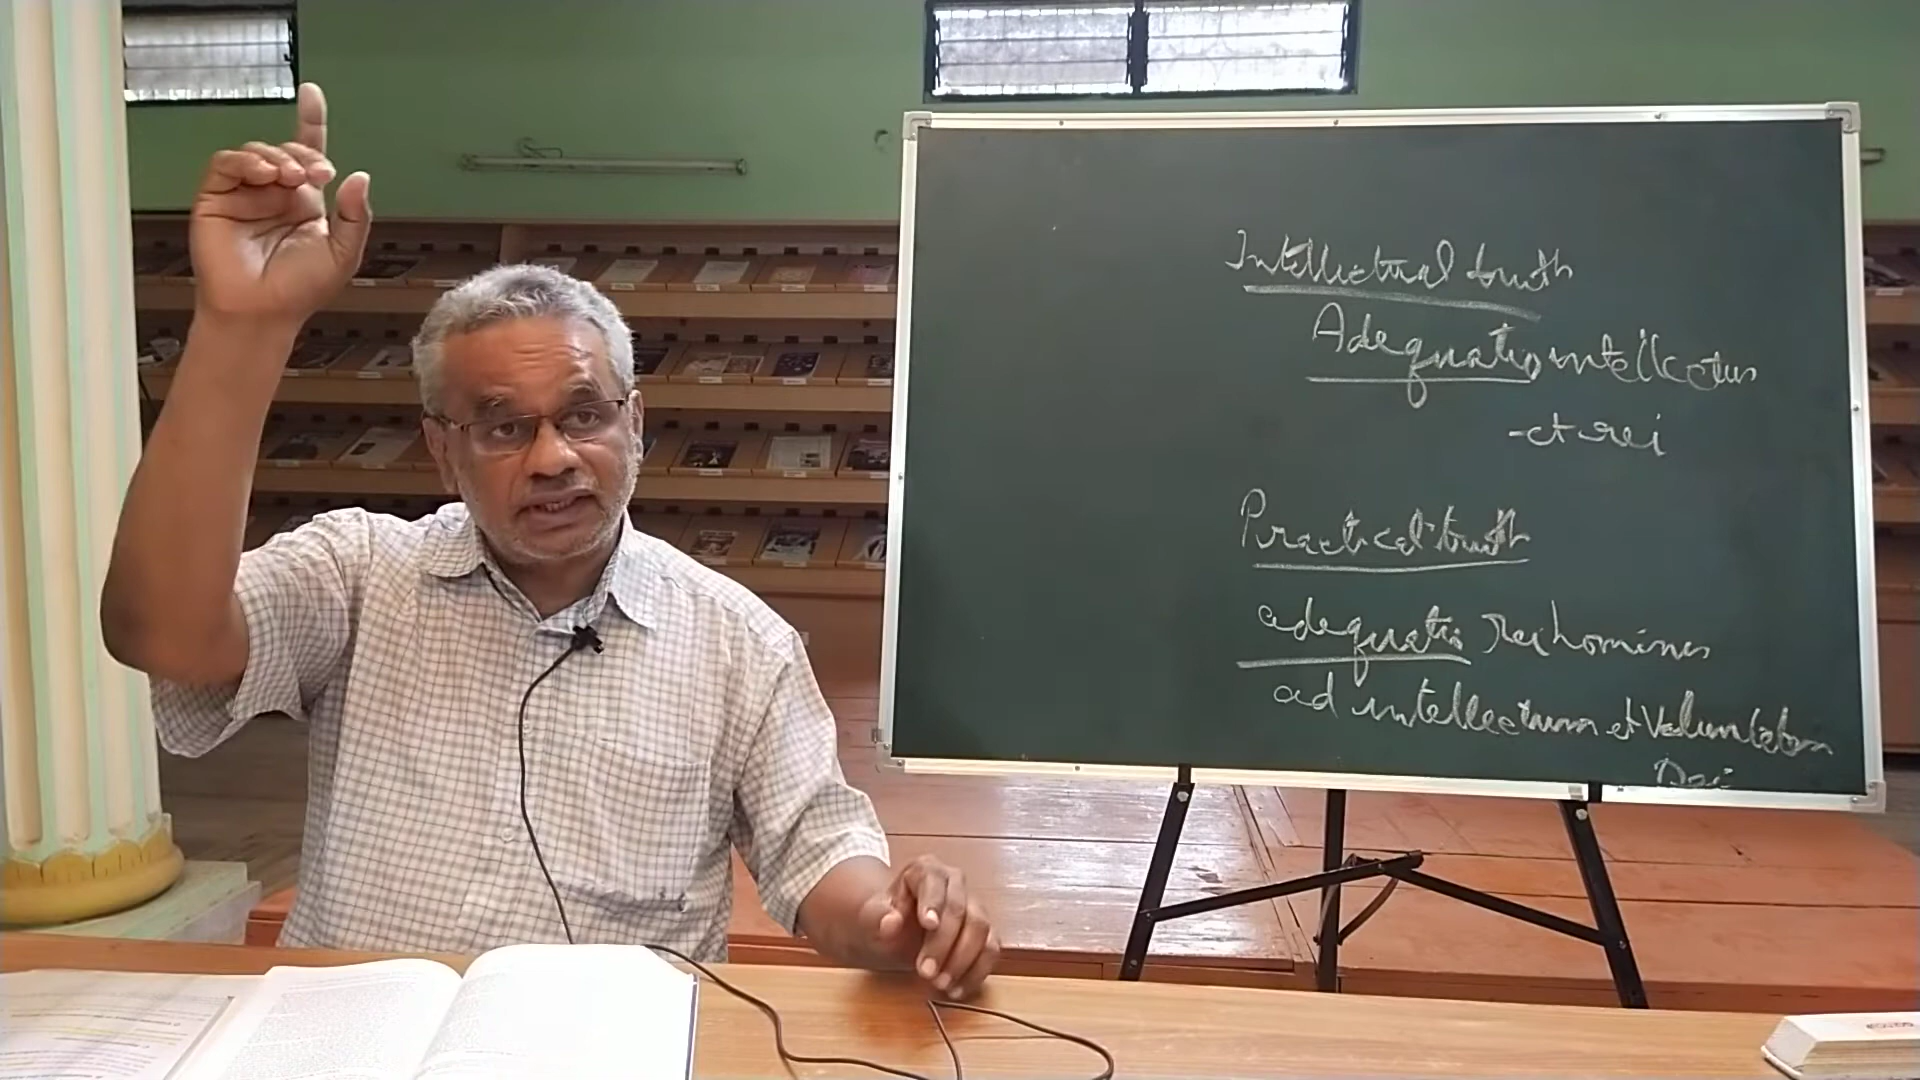 Intellectual truth
Adequatio intellectus
- et rei
Practical truth
adequatio rei hominis
ad intellectum et Voluntatem
Dei